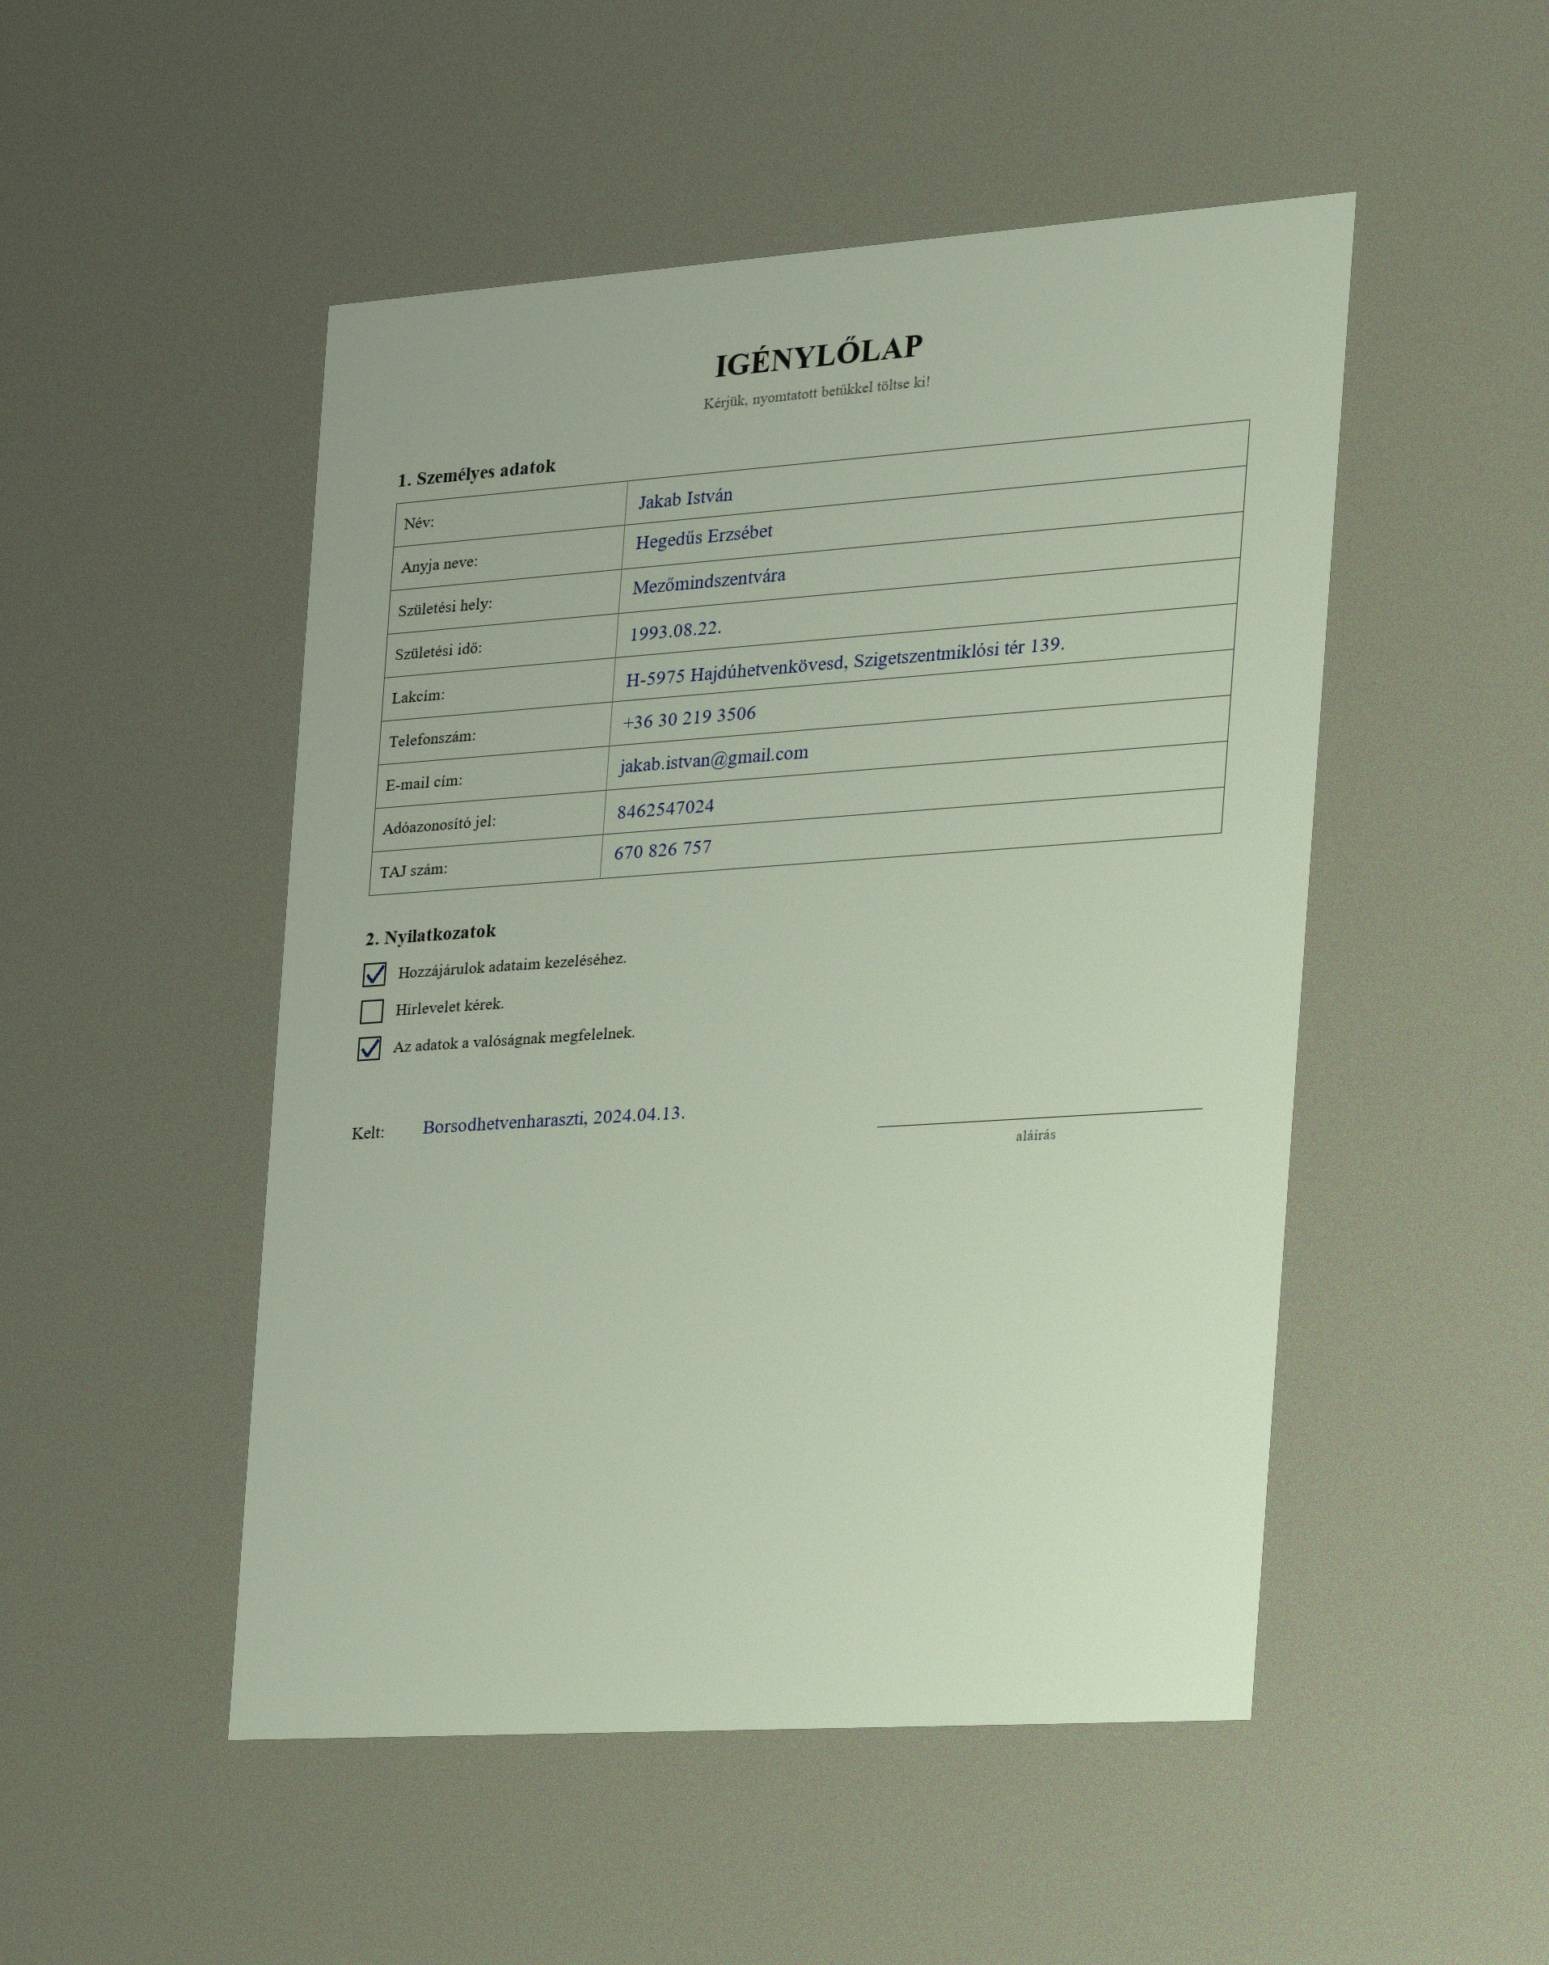 IGÉNYLŐLAP
Kérjük, nyomtatott betűkkel töltse ki!
1. Személyes adatok
Név: Jakab István
Anyja neve: Hegedűs Erzsébet
Születési hely: Mezőmindszentvára
Születési idő: 1993.08.22.
Lakcím: H-5975 Hajdúhetvenkövesd, Szigetszentmiklósi tér 139.
Telefonszám: +36 30 219 3506
E-mail cím: jakab.istvan@gmail.com
Adóazonosító jel: 8462547024
TAJ szám: 670 826 757
2. Nyilatkozatok
Hozzájárulok adataim kezeléséhez.
Hírlevelet kérek.
Az adatok a valóságnak megfelelnek.
Kelt: Borsodhetvenharaszti, 2024.04.13.
aláírás